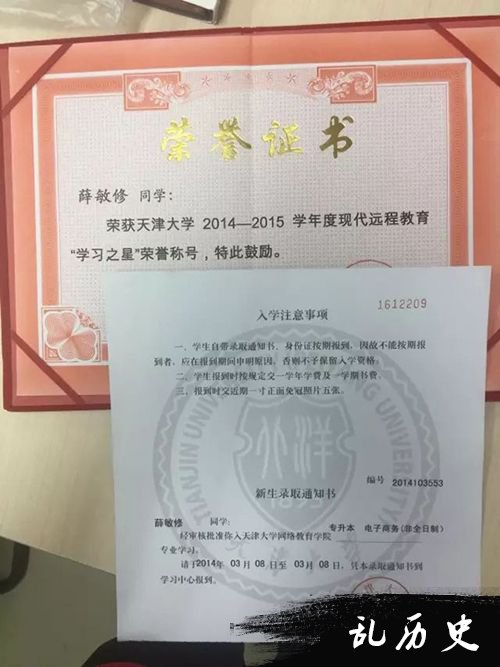 荣誉证书
薛敏修 同学：
荣获天津大学 2014—2015 学年度现代远程教育
“学习之星”荣誉称号，特此鼓励。
1612209
入学注意事项
一、学生自带录取通知书、身份证按期报到，因故不能按期报
到者，应在报到期间申明原因，否则不予保留入学资格。
二、学生报到时按规定交一学年学费及一学期书费。
三、报到时交近期一寸正面免冠照片五张。
TIANJIN UNIVERSITY
北洋
编号 2014103553
新生录取通知书
薛敏修 同学：
专升本 电子商务(非全日制)
经审核批准你入天津大学网络教育学院
专业学习。
请于2014年 03月08日至 03月08日，凭本录取通知书到
学习中心报到。
乱历史